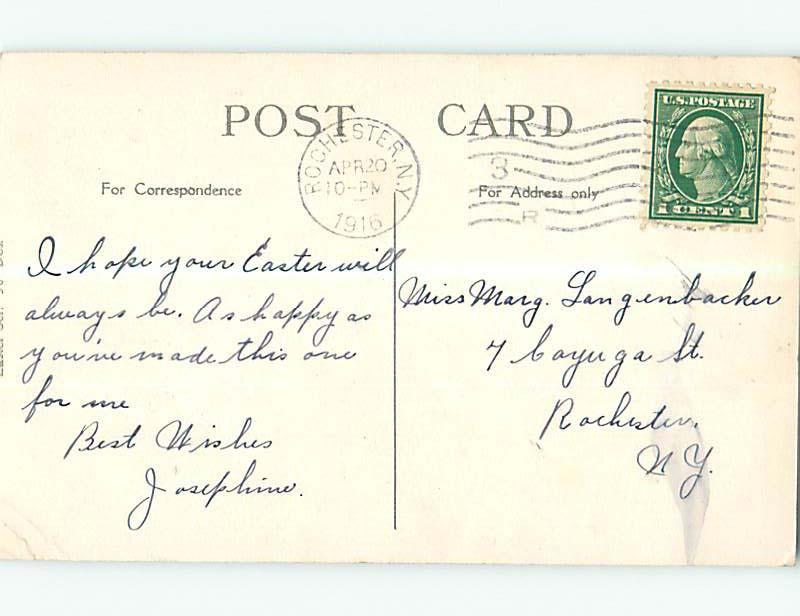 POST CARD
ROCHESTER, N.Y.
APR 20
10-PM
1916
3
R
U.S. POSTAGE
1 CENT 1
For Correspondence
For Address only
I hope your Easter will
always be. As happy as
you've made this one
for me
Best Wishes
Josephine.
Miss Marg. Langenbacker
7 Cayuga St.
Rochester,
N.Y.